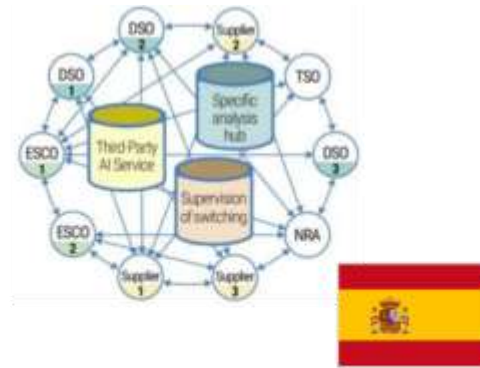 DSO
2
Supplier
2
DSO
1
TSO
Specific
analysis
hub
Third-Party
AI Service
ESCO
1
DSO
3
Supervision
of switching
ESCO
2
NRA
Supplier
1
Supplier
3